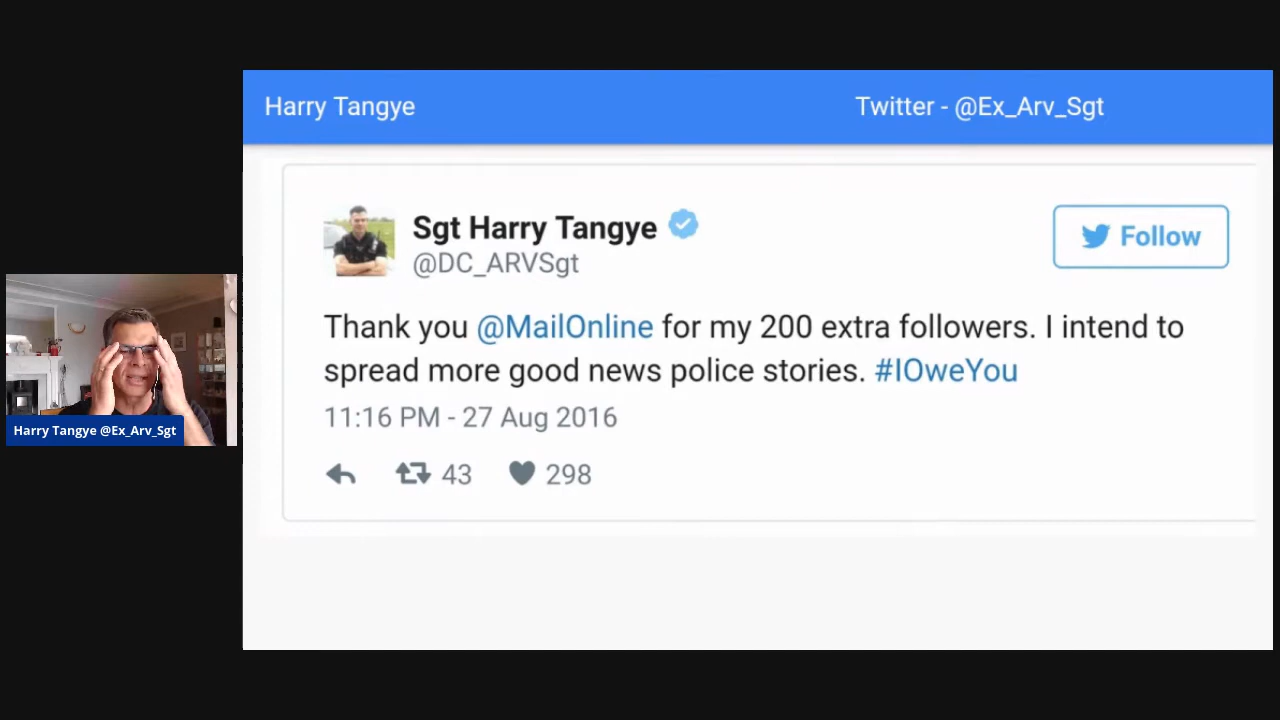 Harry Tangye
Twitter - @Ex_Arv_Sgt
Sgt Harry Tangye
@DC_ARVSgt
Follow
Thank you @MailOnline for my 200 extra followers. I intend to
spread more good news police stories. #IOweYou
11:16 PM - 27 Aug 2016
43
298
Harry Tangye @Ex_Arv_Sgt